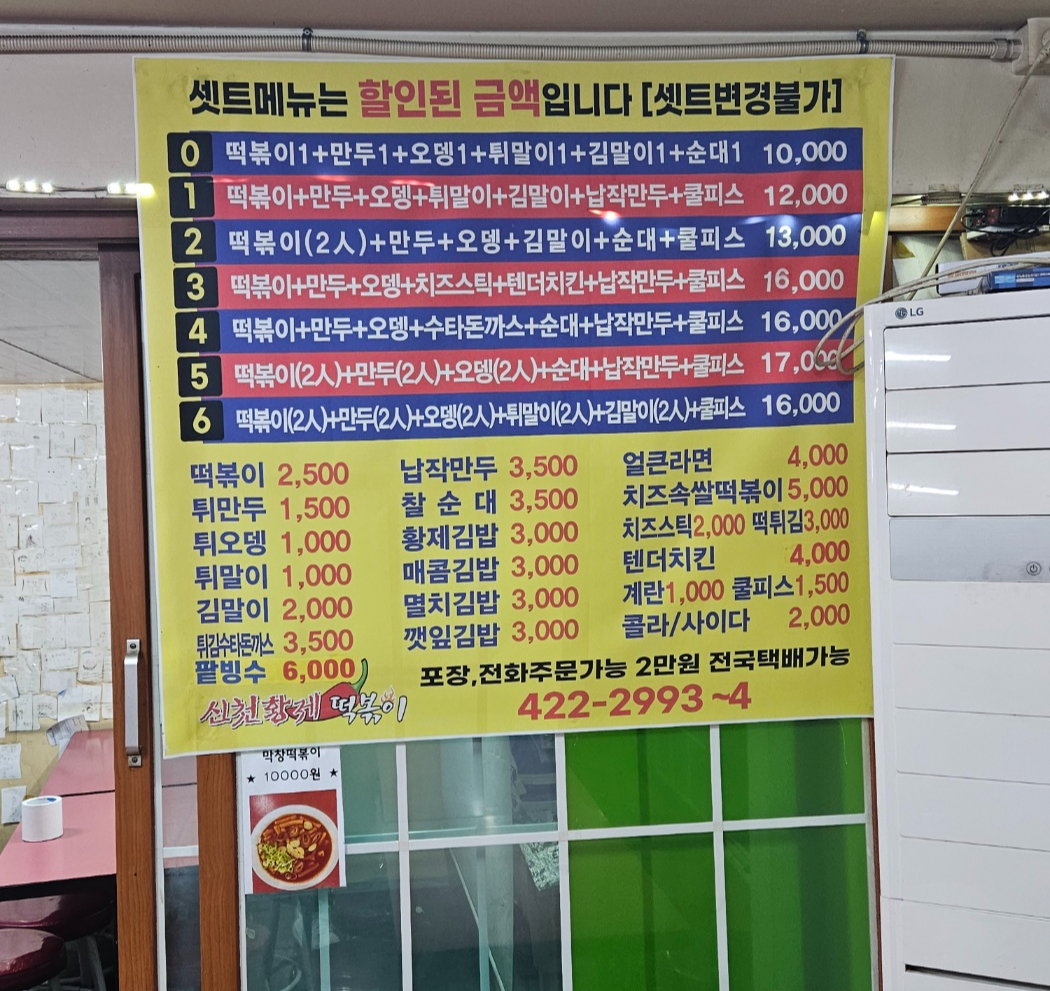 셋트메뉴는 할인된 금액입니다 [셋트변경불가]
0 떡볶이1+만두1+오뎅1+튀말이1+김말이1+순대1 10,000
1 떡볶이+만두+오뎅+튀말이+김말이+납작만두+쿨피스 12,000
2 떡볶이(2人)+만두+오뎅+김말이+순대+쿨피스 13,000
3 떡볶이+만두+오뎅+치즈스틱+텐더치킨+납작만두+쿨피스 16,000
4 떡볶이+만두+오뎅+수타돈까스+순대+납작만두+쿨피스 16,000
5 떡볶이(2人)+만두(2人)+오뎅(2人)+순대+납작만두+쿨피스 17,000
6 떡볶이(2人)+만두(2人)+오뎅(2人)+튀말이(2人)+김말이(2人)+쿨피스 16,000
떡볶이 2,500
튀만두 1,500
튀오뎅 1,000
튀말이 1,000
김말이 2,000
튀김수타돈까스 3,500
팥빙수 6,000
납작만두 3,500
찰 순 대 3,500
황제김밥 3,000
매콤김밥 3,000
멸치김밥 3,000
깻잎김밥 3,000
얼큰라면 4,000
치즈속쌀떡볶이 5,000
치즈스틱2,000 떡튀김3,000
텐더치킨 4,000
계란1,000 쿨피스1,500
콜라/사이다 2,000
포장,전화주문가능 2만원 전국택배가능
신천황제 떡볶이
422-2993~4
LG
막창떡볶이
★ 10000원 ★